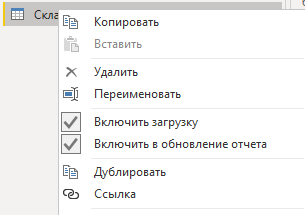 Скла
Копировать
Вставить
Удалить
Переименовать
Включить загрузку
Включить в обновление отчета
Дублировать
Ссылка